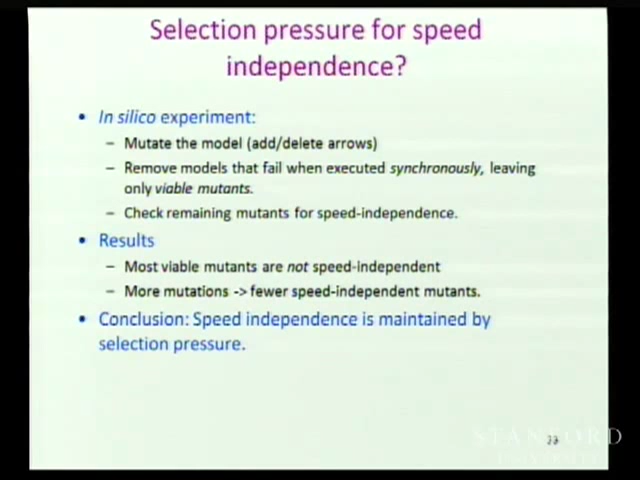 Selection pressure for speed
independence?
• In silico experiment:
– Mutate the model (add/delete arrows)
– Remove models that fail when executed synchronously, leaving
only viable mutants.
– Check remaining mutants for speed-independence.
• Results
– Most viable mutants are not speed-independent
– More mutations -> fewer speed-independent mutants.
• Conclusion: Speed independence is maintained by
selection pressure.
STANFORD
UNIVERSITY